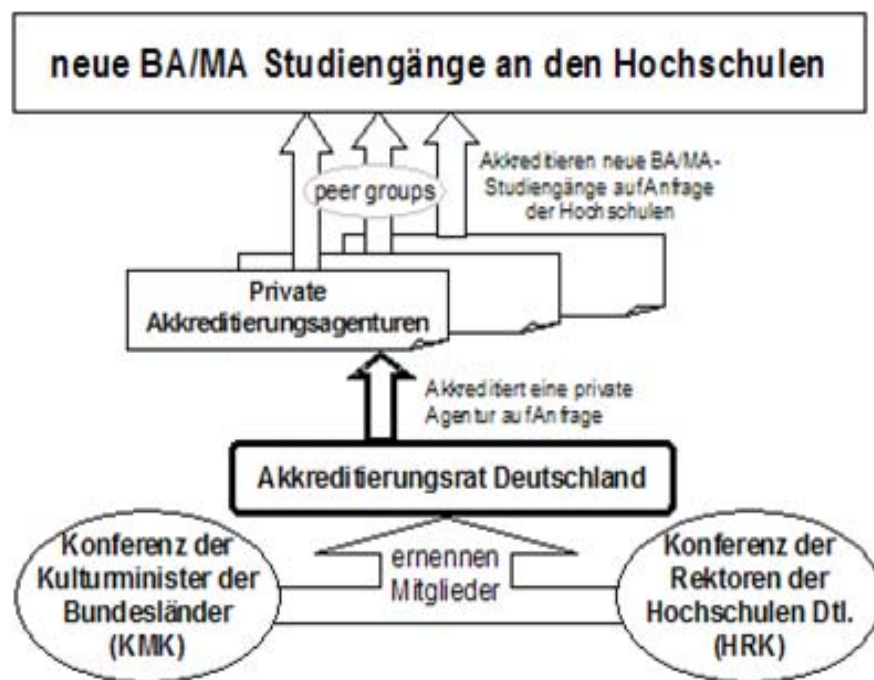 neue BA/MA Studiengänge an den Hochschulen
peer groups
Akkreditieren neue BA/MA-
Studiengänge auf Anfrage
der Hochschulen
Private
Akkreditierungsagenturen
Akkreditiert eine private
Agentur auf Anfrage
Akkreditierungsrat Deutschland
Konferenz der
Kulturminister der
Bundesländer
(KMK)
ernennen
Mitglieder
Konferenz der
Rektoren der
Hochschulen Dtl.
(HRK)